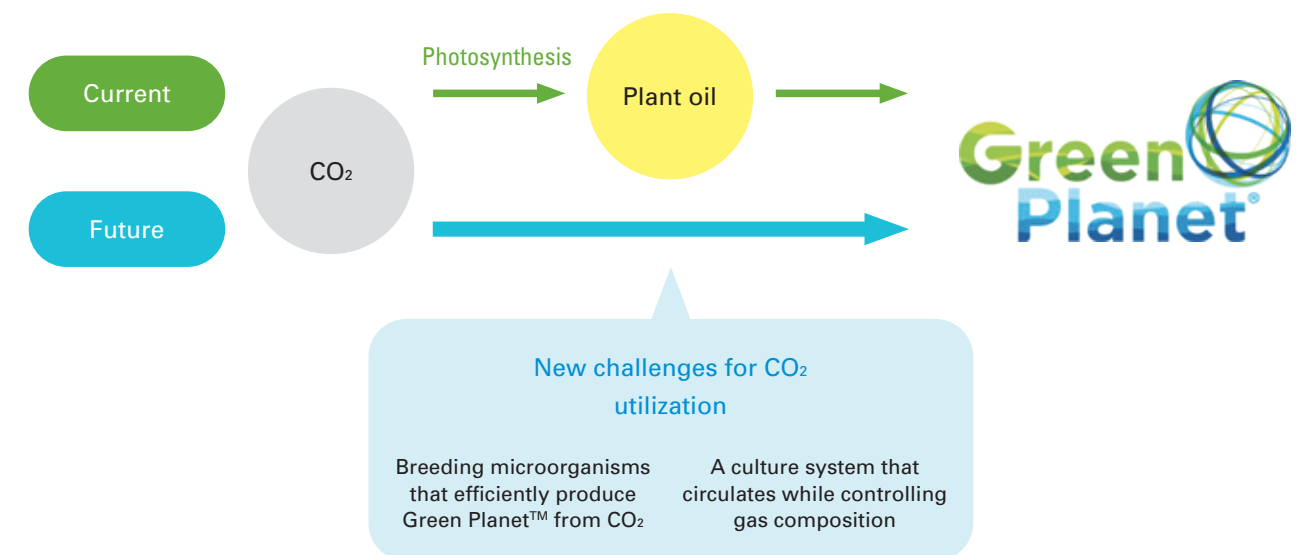 Current
Photosynthesis
CO₂
Plant oil
Future
Green
Planet®
New challenges for CO₂
utilization
Breeding microorganisms
that efficiently produce
Green Planet™ from CO₂
A culture system that
circulates while controlling
gas composition